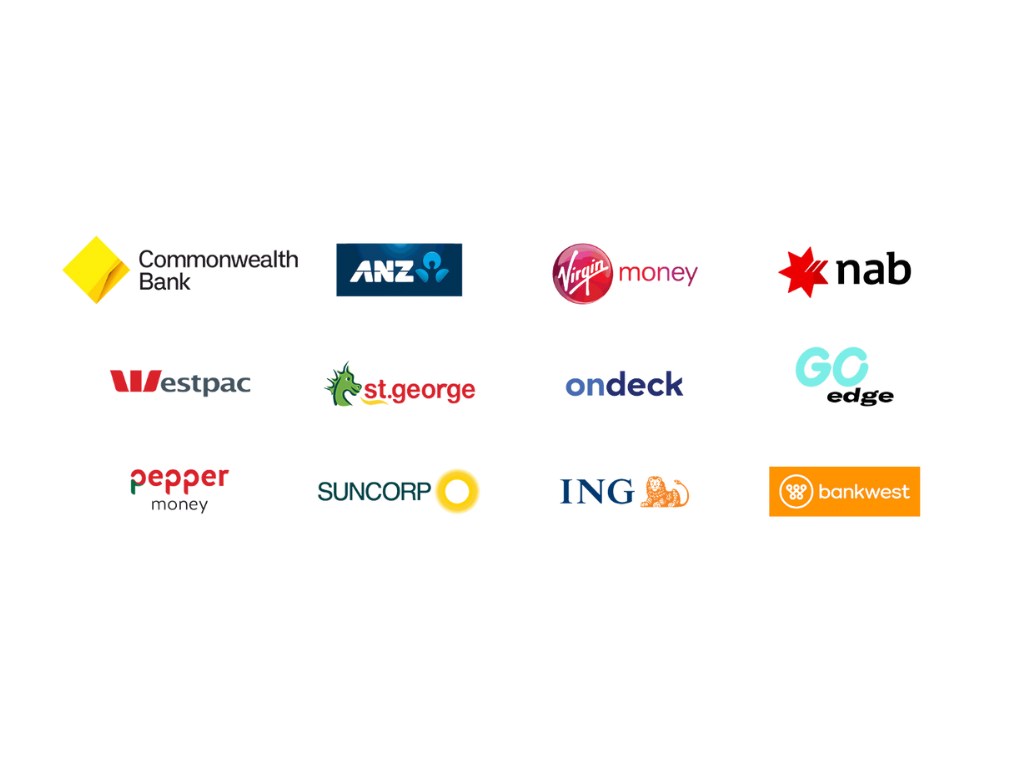 Commonwealth
Bank
ANZ
Virgin money
nab
Westpac
st.george
ondeck
GO
edge
pepper
money
SUNCORP
ING
bankwest